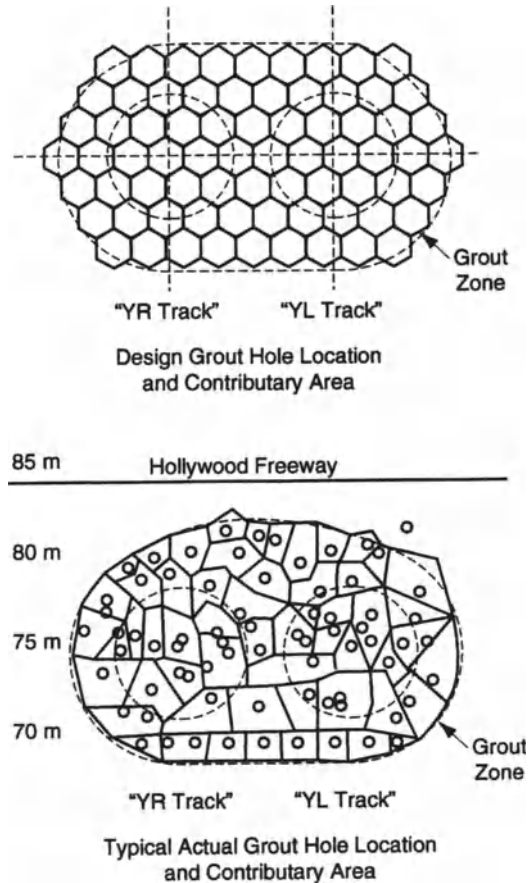 Grout
Zone
"YR Track" "YL Track"
Design Grout Hole Location
and Contributary Area
85 m Hollywood Freeway
80 m
75 m
70 m
Grout
Zone
"YR Track" "YL Track"
Typical Actual Grout Hole Location
and Contributary Area